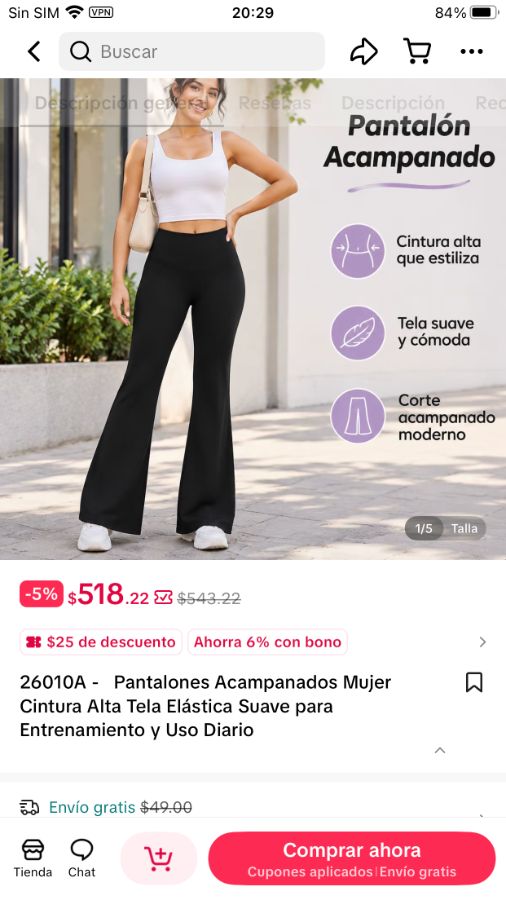 Sin SIM VPN 20:29 84%
Buscar
Descripción general Reseñas Descripción Rec
Pantalón
Acampanado
Cintura alta
que estiliza
Tela suave
y cómoda
Corte
acampanado
moderno
1/5 Talla
-5% $518.22 $543.22
$25 de descuento Ahorra 6% con bono
26010A - Pantalones Acampanados Mujer
Cintura Alta Tela Elástica Suave para
Entrenamiento y Uso Diario
Envío gratis $49.00
Tienda Chat
Comprar ahora
Cupones aplicados | Envío gratis